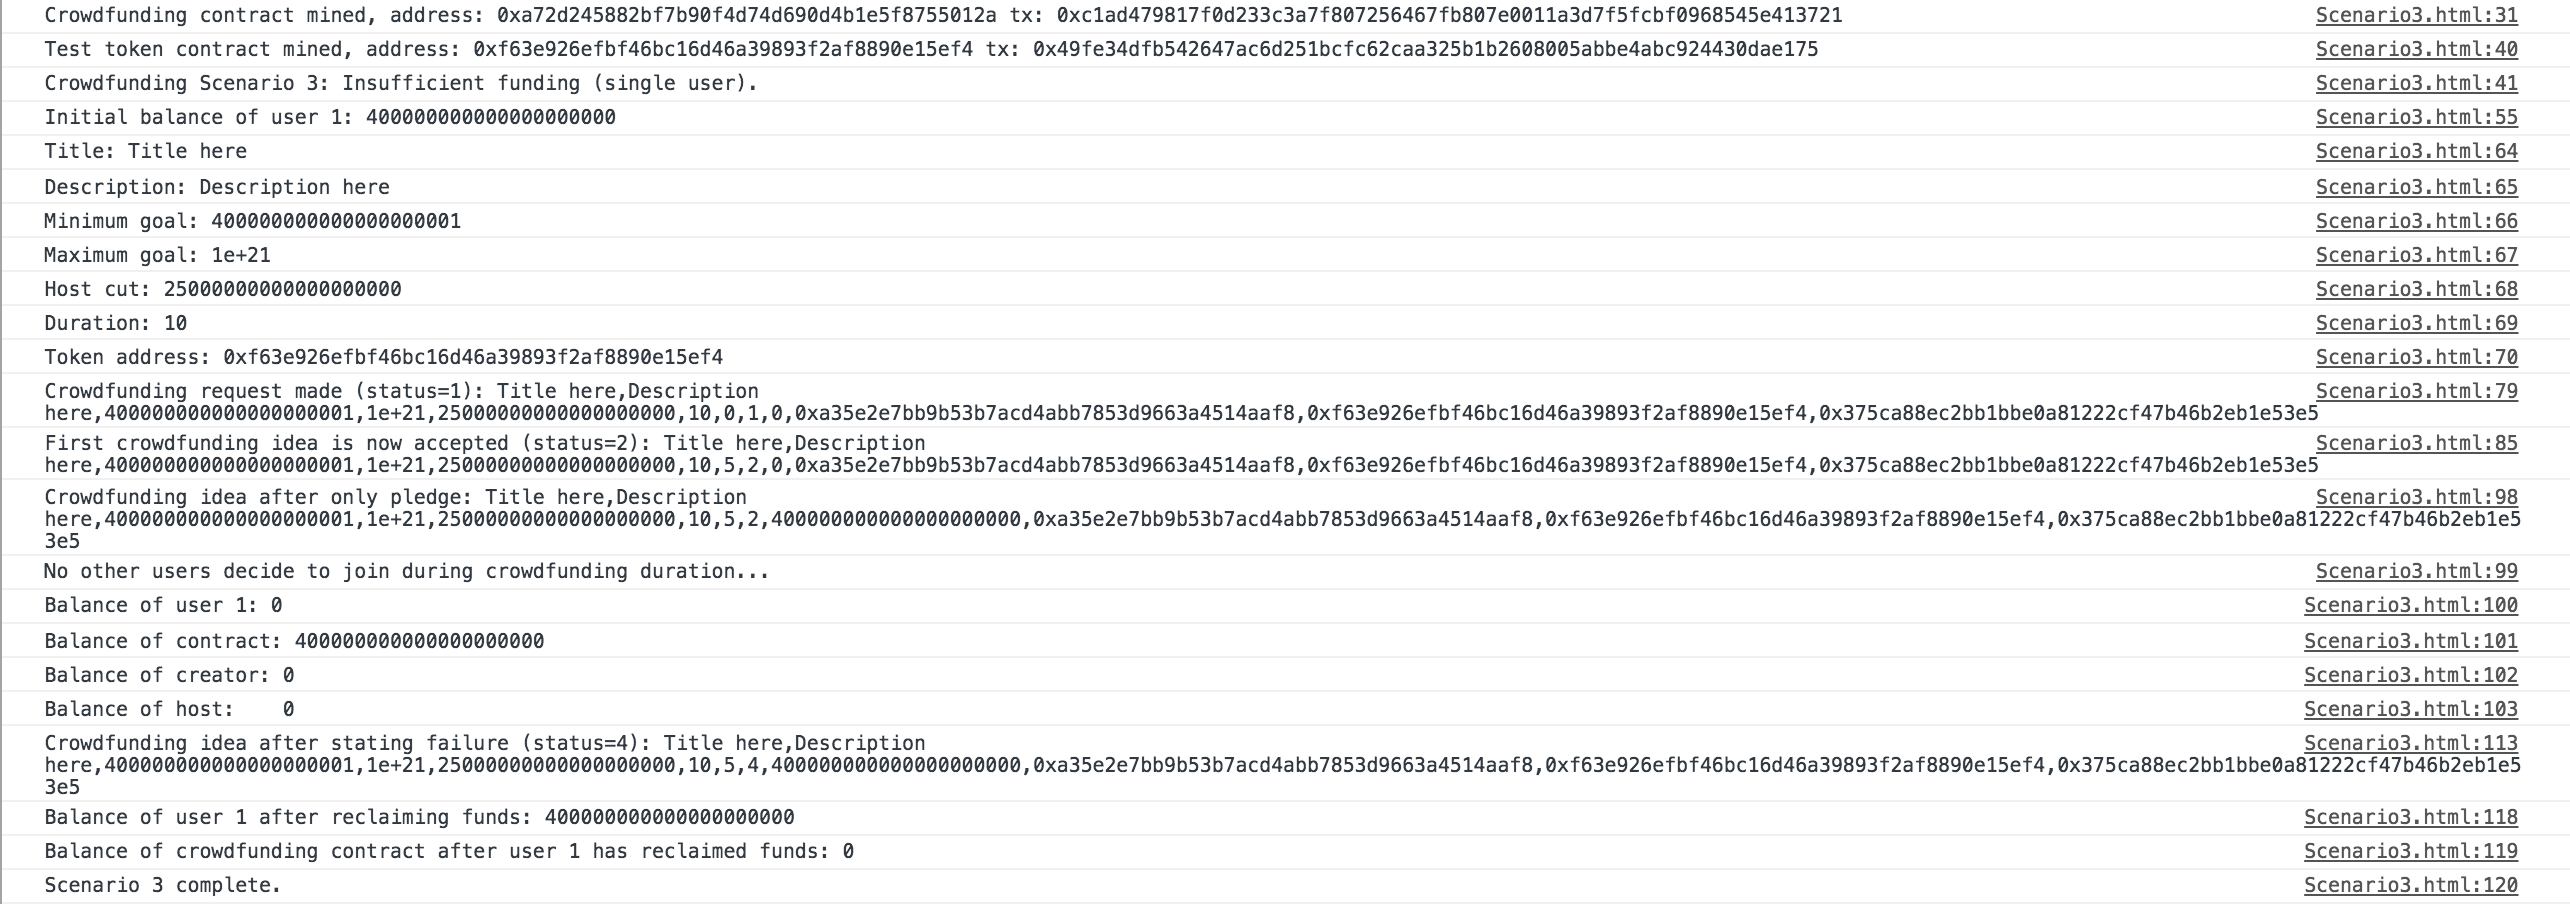 Crowdfunding contract mined, address: 0xa72d245882bf7b90f4d74d690d4b1e5f8755012a tx: 0xc1ad479817f0d233c3a7f807256467fb807e0011a3d7f5fcbf0968545e413721 Scenario3.html:31
Test token contract mined, address: 0xf63e926efbf46bc16d46a39893f2af8890e15ef4 tx: 0x49fe34dfb542647ac6d251bcfc62caa325b1b2608005abbe4abc924430dae175 Scenario3.html:40
Crowdfunding Scenario 3: Insufficient funding (single user). Scenario3.html:41
Initial balance of user 1: 400000000000000000000 Scenario3.html:55
Title: Title here Scenario3.html:64
Description: Description here Scenario3.html:65
Minimum goal: 400000000000000000001 Scenario3.html:66
Maximum goal: 1e+21 Scenario3.html:67
Host cut: 25000000000000000000 Scenario3.html:68
Duration: 10 Scenario3.html:69
Token address: 0xf63e926efbf46bc16d46a39893f2af8890e15ef4 Scenario3.html:70
Crowdfunding request made (status=1): Title here,Description Scenario3.html:79
here,400000000000000000001,1e+21,25000000000000000000,10,0,1,0,0xa35e2e7bb9b53b7acd4abb7853d9663a4514aaf8,0xf63e926efbf46bc16d46a39893f2af8890e15ef4,0x375ca88ec2bb1bbe0a81222cf47b46b2eb1e53e5
First crowdfunding idea is now accepted (status=2): Title here,Description Scenario3.html:85
here,400000000000000000001,1e+21,25000000000000000000,10,5,2,0,0xa35e2e7bb9b53b7acd4abb7853d9663a4514aaf8,0xf63e926efbf46bc16d46a39893f2af8890e15ef4,0x375ca88ec2bb1bbe0a81222cf47b46b2eb1e53e5
Crowdfunding idea after only pledge: Title here,Description Scenario3.html:98
here,400000000000000000001,1e+21,25000000000000000000,10,5,2,400000000000000000000,0xa35e2e7bb9b53b7acd4abb7853d9663a4514aaf8,0xf63e926efbf46bc16d46a39893f2af8890e15ef4,0x375ca88ec2bb1bbe0a81222cf47b46b2eb1e5
3e5
No other users decide to join during crowdfunding duration... Scenario3.html:99
Balance of user 1: 0 Scenario3.html:100
Balance of contract: 400000000000000000000 Scenario3.html:101
Balance of creator: 0 Scenario3.html:102
Balance of host:    0 Scenario3.html:103
Crowdfunding idea after stating failure (status=4): Title here,Description Scenario3.html:113
here,400000000000000000001,1e+21,25000000000000000000,10,5,4,400000000000000000000,0xa35e2e7bb9b53b7acd4abb7853d9663a4514aaf8,0xf63e926efbf46bc16d46a39893f2af8890e15ef4,0x375ca88ec2bb1bbe0a81222cf47b46b2eb1e5
3e5
Balance of user 1 after reclaiming funds: 400000000000000000000 Scenario3.html:118
Balance of crowdfunding contract after user 1 has reclaimed funds: 0 Scenario3.html:119
Scenario 3 complete. Scenario3.html:120